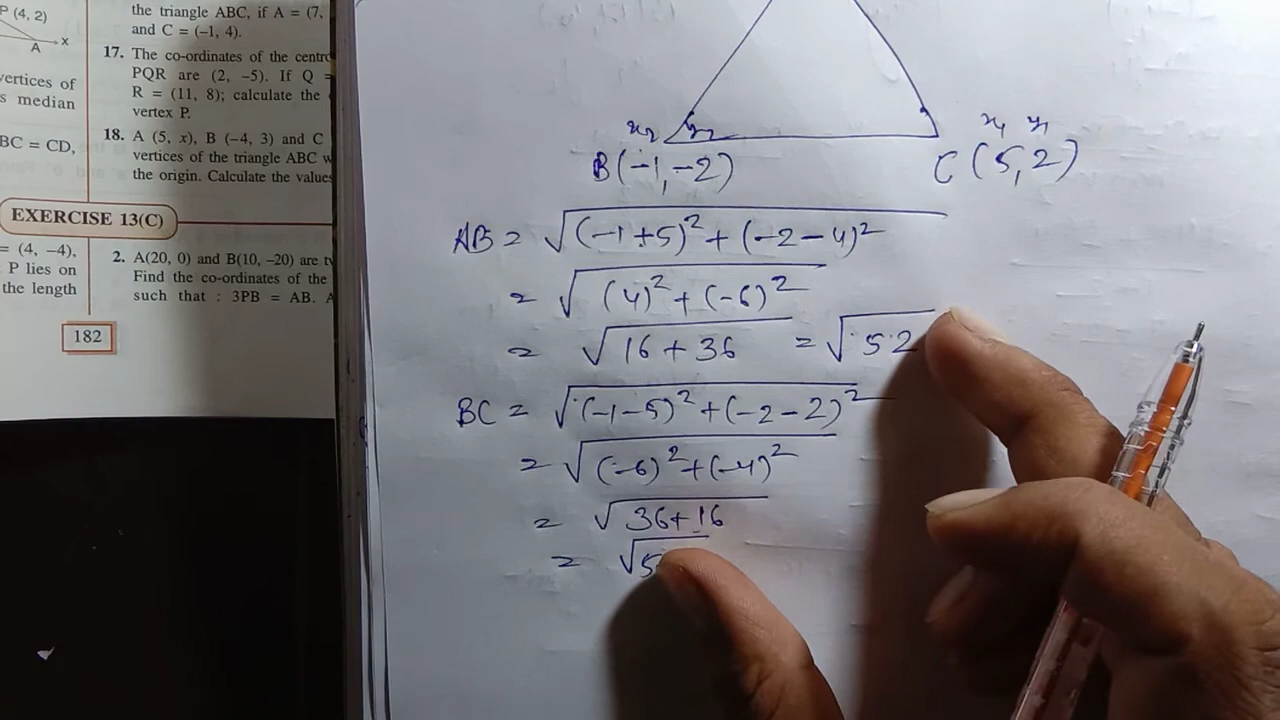 P (4, 2)
A
x
vertices of
s median
BC = CD,
the triangle ABC, if A = (7,
and C = (-1, 4).
17. The co-ordinates of the
PQR are (2, -5). If Q =
R = (11, 8); calculate the
vertex P.
18. A (5, x), B (-4, 3) and C
vertices of the triangle ABC
the origin. Calculate the values
EXERCISE 13(C)
= (4, -4),
P lies on
the length
2. A(20, 0) and B(10, -20) are
Find the co-ordinates of the
such that : 3PB = AB.
182
x₂ y₂
B(-1,-2)
x₁ y₁
C (5,2)
AB = √(-1+5)² + (-2-4)²
= √(4)² + (-6)²
= √16+36 = √52
BC = √(-1-5)² + (-2-2)²
= √(-6)² + (-4)²
= √36+16
= √5